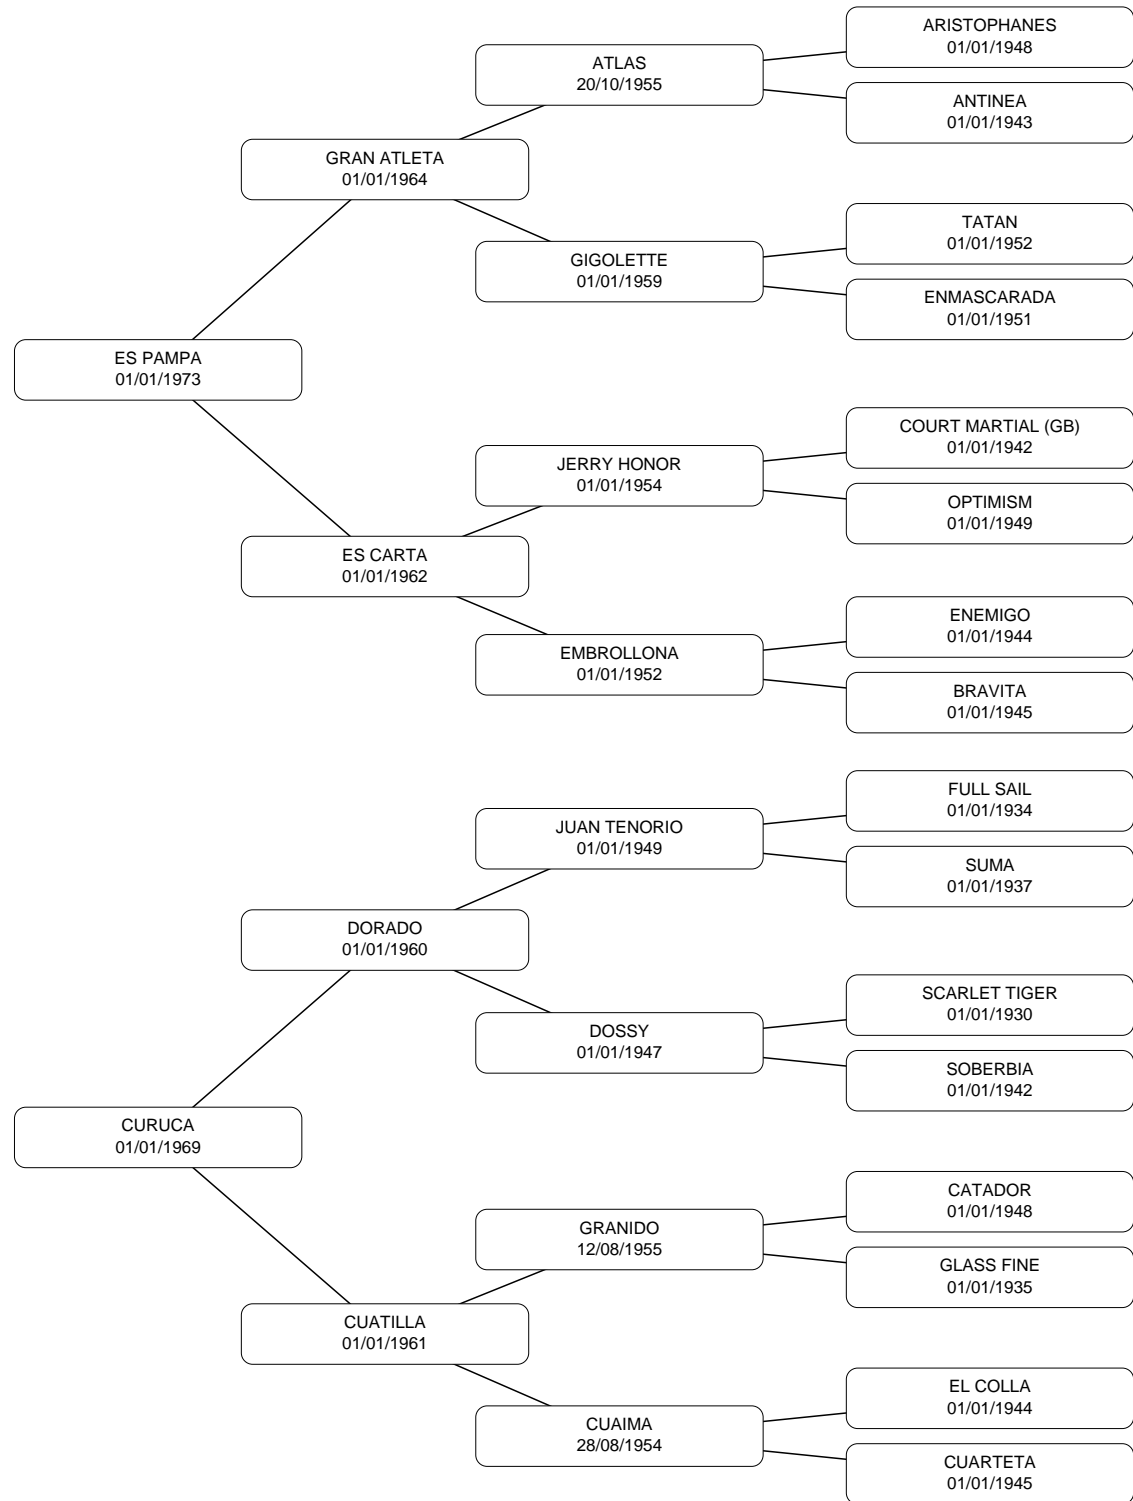 ARISTOPHANES
01/01/1948
ATLAS
20/10/1955
ANTINEA
01/01/1943
GRAN ATLETA
01/01/1964
TATAN
01/01/1952
GIGOLETTE
01/01/1959
ENMASCARADA
01/01/1951
ES PAMPA
01/01/1973
COURT MARTIAL (GB)
01/01/1942
JERRY HONOR
01/01/1954
OPTIMISM
01/01/1949
ES CARTA
01/01/1962
ENEMIGO
01/01/1944
EMBROLLONA
01/01/1952
BRAVITA
01/01/1945
FULL SAIL
01/01/1934
JUAN TENORIO
01/01/1949
SUMA
01/01/1937
DORADO
01/01/1960
SCARLET TIGER
01/01/1930
DOSSY
01/01/1947
SOBERBIA
01/01/1942
CURUCA
01/01/1969
CATADOR
01/01/1948
GRANIDO
12/08/1955
GLASS FINE
01/01/1935
CUATILLA
01/01/1961
EL COLLA
01/01/1944
CUAIMA
28/08/1954
CUARTETA
01/01/1945